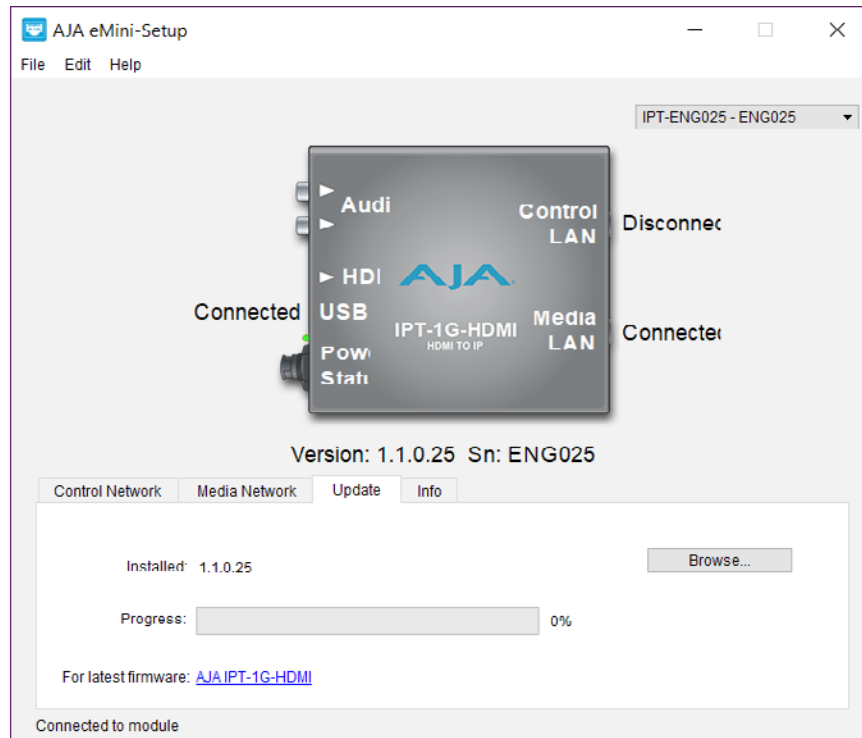 AJA eMini-Setup
File Edit Help
IPT-ENG025 - ENG025
Audi
Control
LAN
Disconnec
HDI
AJA
Connected
USB
IPT-1G-HDMI
HDMI TO IP
Media
LAN
Connected
Pow
Statu
Version: 1.1.0.25 Sn: ENG025
Control Network Media Network Update Info
Installed: 1.1.0.25
Browse...
Progress:
0%
For latest firmware: AJA IPT-1G-HDMI
Connected to module